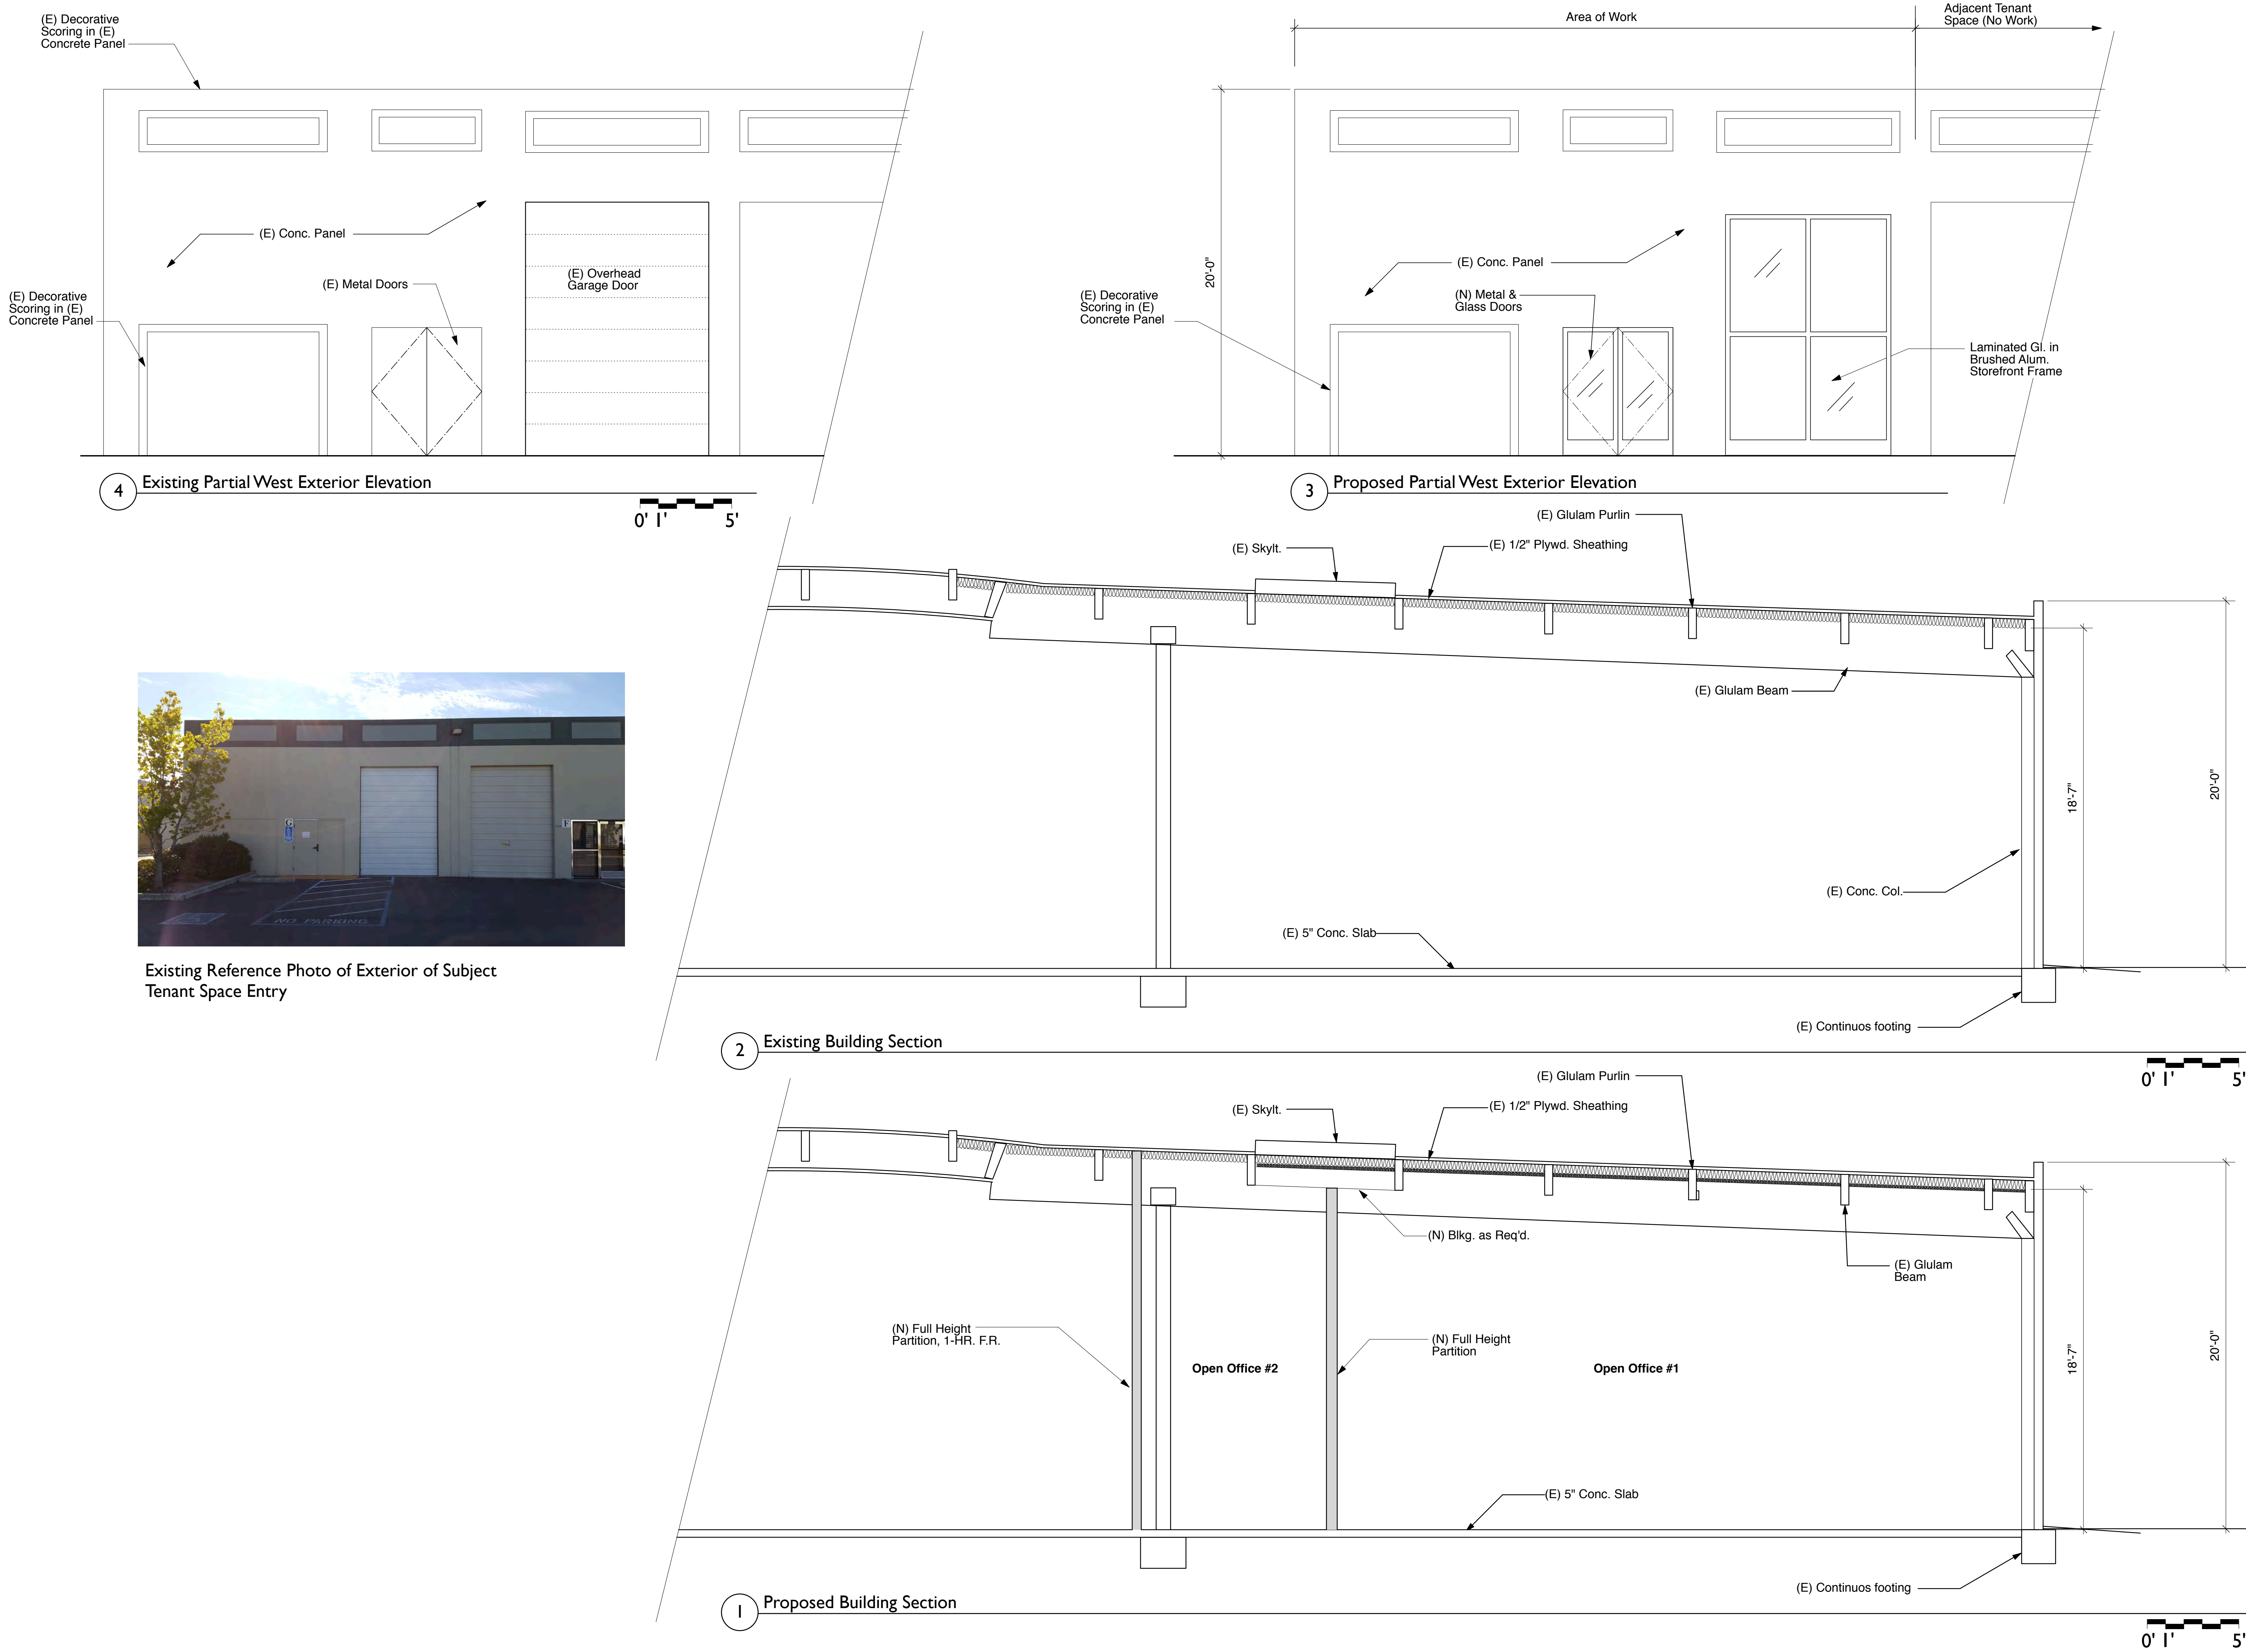 (E) Decorative
Scoring in (E)
Concrete Panel
(E) Conc. Panel
(E) Metal Doors
(E) Overhead
Garage Door
(E) Decorative
Scoring in (E)
Concrete Panel
4
Existing Partial West Exterior Elevation
0' 1' 5'
Area of Work
Adjacent Tenant
Space (No Work)
20'-0"
(E) Conc. Panel
(N) Metal &
Glass Doors
(E) Decorative
Scoring in (E)
Concrete Panel
Laminated Gl. in
Brushed Alum.
Storefront Frame
3
Proposed Partial West Exterior Elevation
(E) Glulam Purlin
(E) Skylt.
(E) 1/2" Plywd. Sheathing
(E) Glulam Beam
18'-7"
20'-0"
(E) Conc. Col.
(E) 5" Conc. Slab
(E) Continuos footing
2
Existing Building Section
0' 1' 5'
G
F
NO PARKING
Existing Reference Photo of Exterior of Subject
Tenant Space Entry
(E) Glulam Purlin
(E) Skylt.
(E) 1/2" Plywd. Sheathing
(N) Blkg. as Req'd.
(E) Glulam
Beam
(N) Full Height
Partition, 1-HR. F.R.
(N) Full Height
Partition
Open Office #2
Open Office #1
18'-7"
20'-0"
(E) 5" Conc. Slab
(E) Continuos footing
1
Proposed Building Section
0' 1' 5'